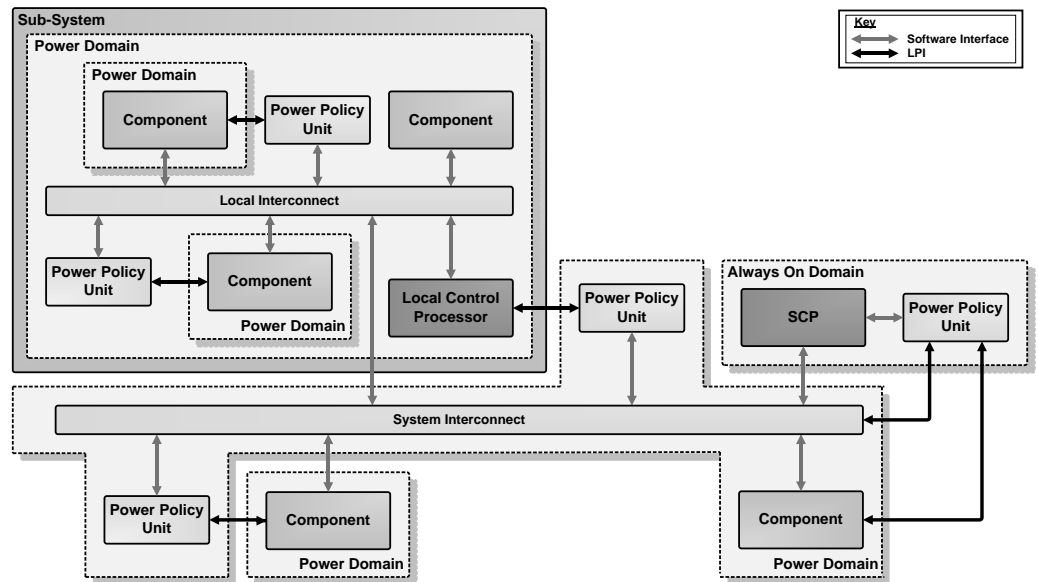 Sub-System
Power Domain
Power Domain
Component
Power Policy
Unit
Component
Local Interconnect
Power Policy
Unit
Component
Power Domain
Local Control
Processor
Key
Software Interface
LPI
Power Policy
Unit
Always On Domain
SCP
Power Policy
Unit
System Interconnect
Power Policy
Unit
Component
Power Domain
Component
Power Domain